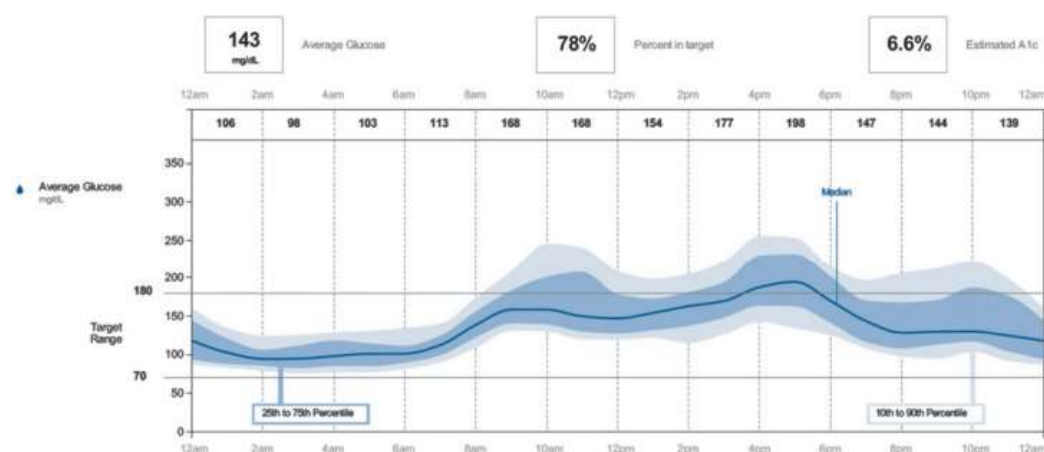 143 mg/dL Average Glucose
78% Percent in target
6.6% Estimated A1c
12am 2am 4am 6am 8am 10am 12pm 2pm 4pm 6pm 8pm 10pm 12am
106 98 103 113 168 168 154 177 198 147 144 139
Average Glucose
mg/dL
350
300
250
200
180
150
100
70
50
0
Target
Range
Median
25th to 75th Percentile
10th to 90th Percentile
12am 2am 4am 6am 8am 10am 12pm 2pm 4pm 6pm 8pm 10pm 12am